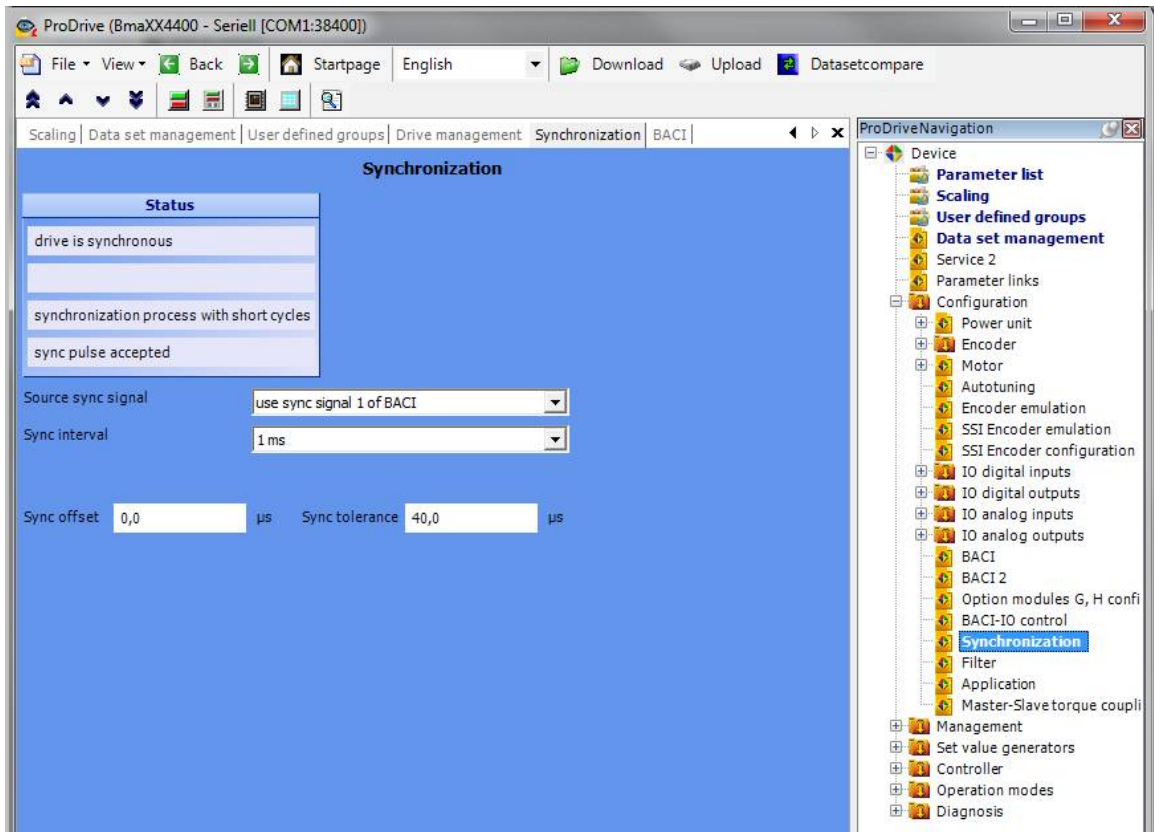 ProDrive (BmaXX4400 - Seriell [COM1:38400])
File View Back Startpage English Download Upload Datasetcompare
Scaling Data set management User defined groups Drive management Synchronization BACI
Synchronization
Status
drive is synchronous
synchronization process with short cycles
sync pulse accepted
Source sync signal use sync signal 1 of BACI
Sync interval 1 ms
Sync offset 0,0 µs Sync tolerance 40,0 µs
ProDriveNavigation
Device
Parameter list
Scaling
User defined groups
Data set management
Service 2
Parameter links
Configuration
Power unit
Encoder
Motor
Autotuning
Encoder emulation
SSI Encoder emulation
SSI Encoder configuration
IO digital inputs
IO digital outputs
IO analog inputs
IO analog outputs
BACI
BACI 2
Option modules G, H confi
BACI-IO control
Synchronization
Filter
Application
Master-Slave torque coupli
Management
Set value generators
Controller
Operation modes
Diagnosis